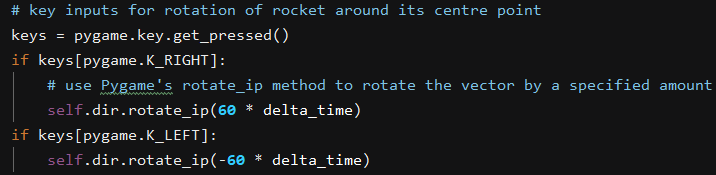 # key inputs for rotation of rocket around its centre point
keys = pygame.key.get_pressed()
if keys[pygame.K_RIGHT]:
    # use Pygame's rotate_ip method to rotate the vector by a specified amount
    self.dir.rotate_ip(60 * delta_time)
if keys[pygame.K_LEFT]:
    self.dir.rotate_ip(-60 * delta_time)